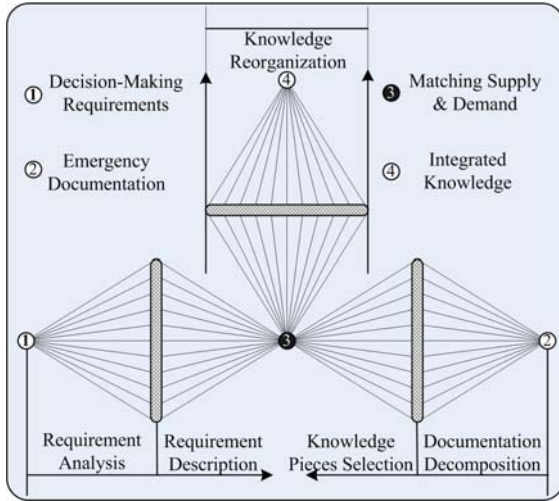 Knowledge
Reorganization
④
① Decision-Making
Requirements
❸ Matching Supply
& Demand
② Emergency
Documentation
④ Integrated
Knowledge
①
❸
②
Requirement
Analysis
Requirement
Description
Knowledge
Pieces Selection
Documentation
Decomposition